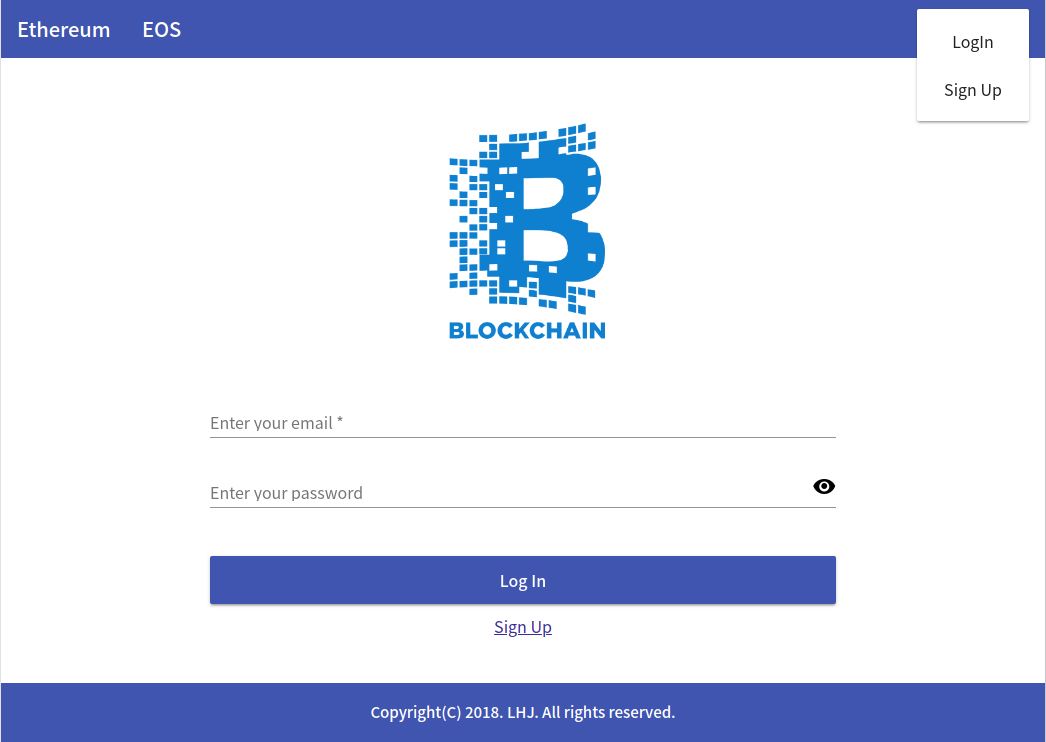 Ethereum EOS
LogIn
Sign Up
BLOCKCHAIN
Enter your email *
Enter your password
Log In
Sign Up
Copyright(C) 2018. LHJ. All rights reserved.